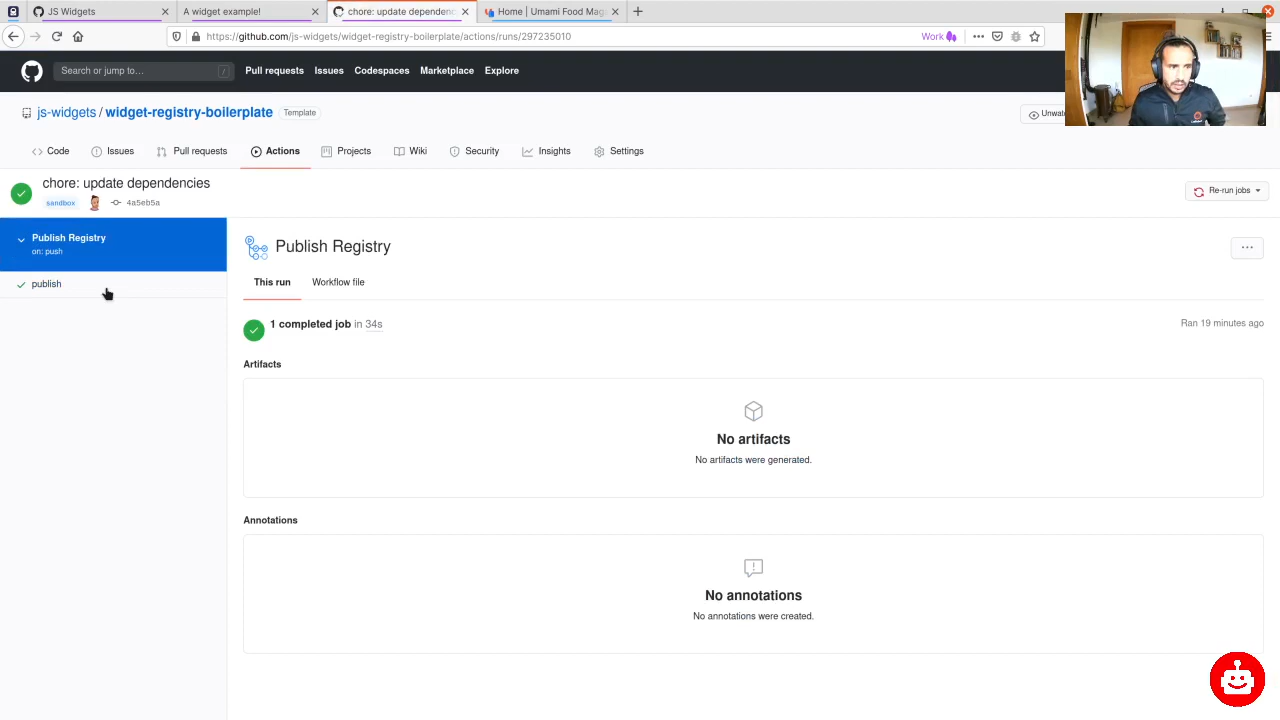 JS Widgets
A widget example!
chore: update dependenc
Home | Umami Food Mag
https://github.com/js-widgets/widget-registry-boilerplate/actions/runs/297235010
Work
Search or jump to…
/
Pull requests
Issues
Codespaces
Marketplace
Explore
js-widgets / widget-registry-boilerplate
Template
Unwat
Code
Issues
Pull requests
Actions
Projects
Wiki
Security
Insights
Settings
chore: update dependencies
sandbox
4a5eb5a
Re-run jobs
Publish Registry
on: push
publish
Publish Registry
This run
Workflow file
1 completed job in 34s
Ran 19 minutes ago
Artifacts
No artifacts
No artifacts were generated.
Annotations
No annotations
No annotations were created.